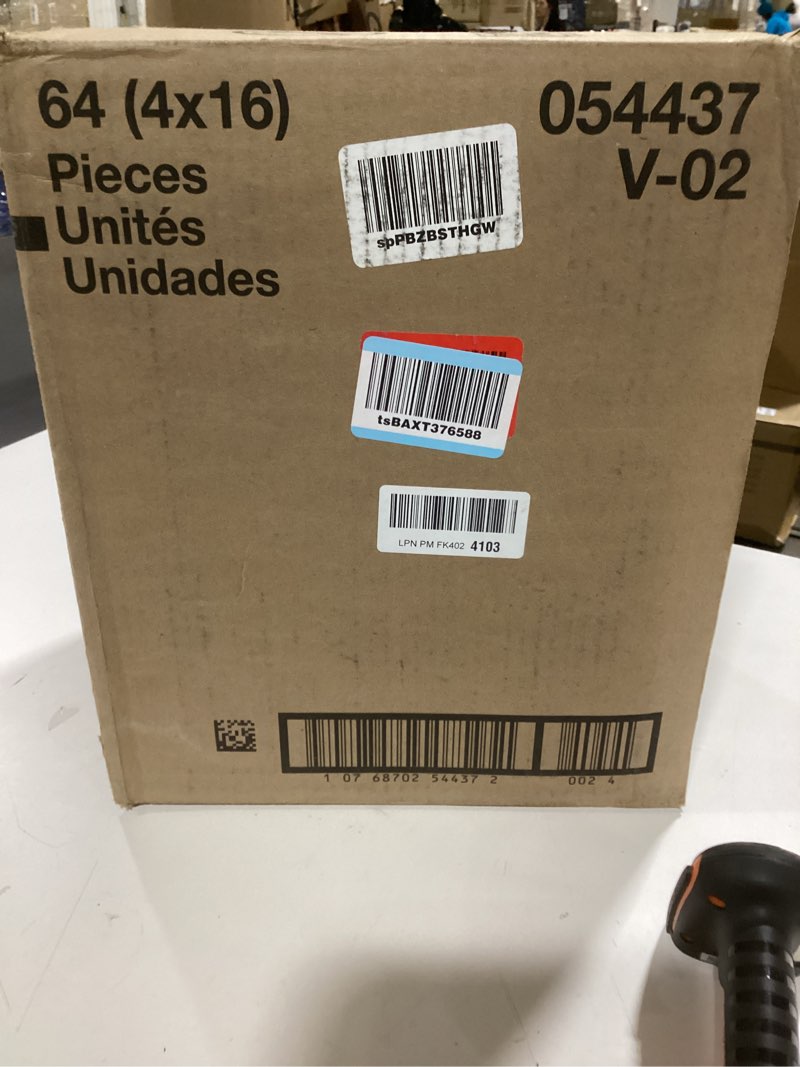 64 (4x16)
Pieces
Unités
Unidades
054437
V-02
spPBZBSTHGW
tsBAXT376588
LPN PM FK402 4103
1 07 68702 54437 2
002 4